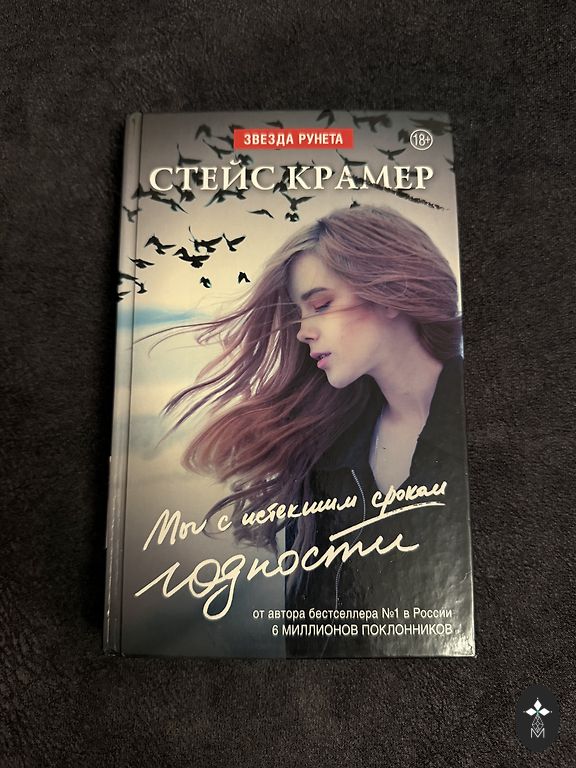 ЗВЕЗДА РУНЕТА
18+
СТЕЙС КРАМЕР
Мы с истекшим сроком
годности
от автора бестселлера №1 в России
6 МИЛЛИОНОВ ПОКЛОННИКОВ
М